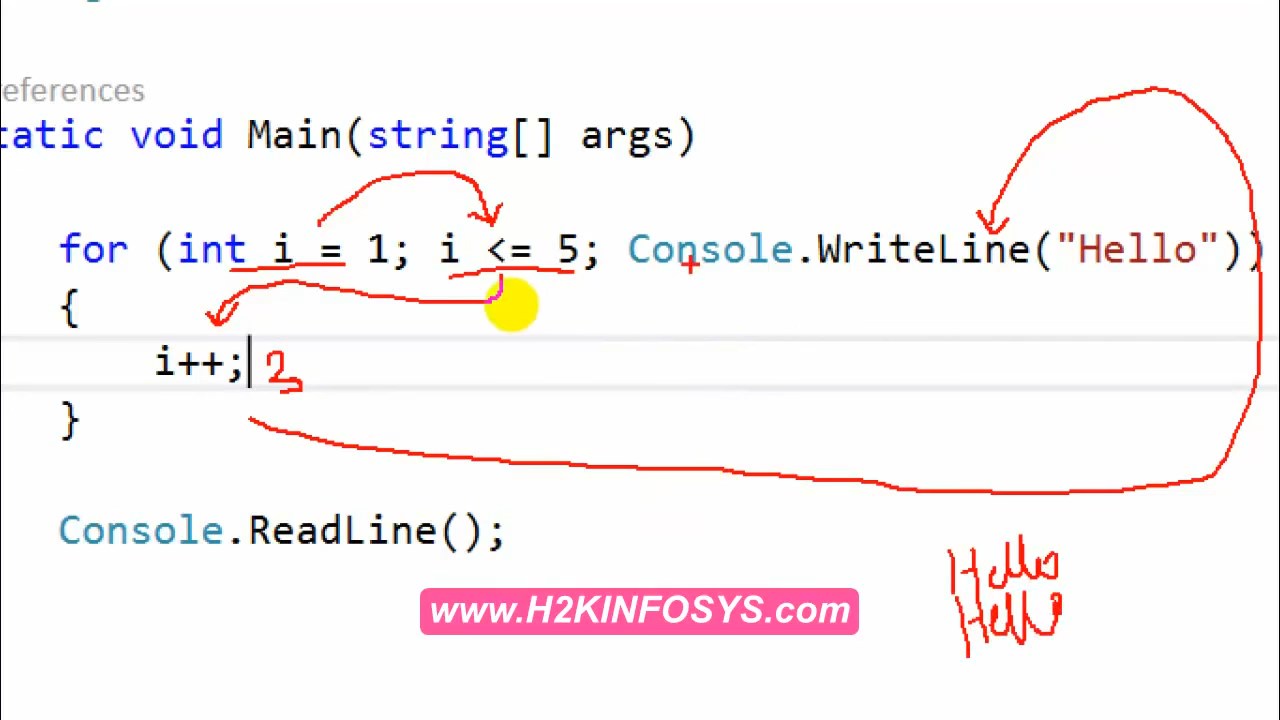 eferences
tatic void Main(string[] args)
for (int i = 1; i <= 5; Console.WriteLine("Hello"))
{
i++; 2
}
Console.ReadLine();
Hello
Hello
www.H2KINFOSYS.com